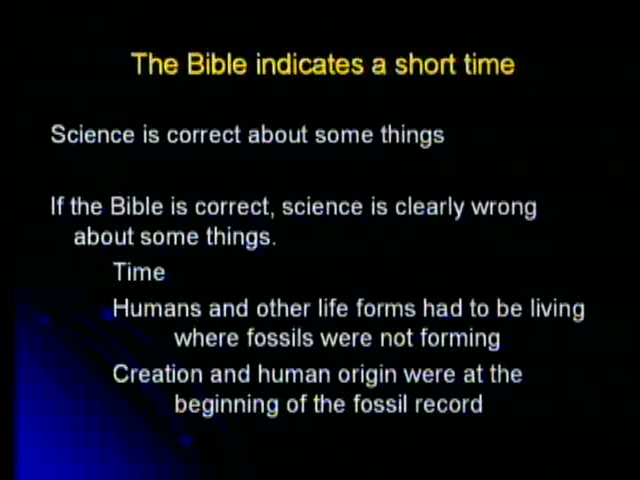 The Bible indicates a short time
Science is correct about some things
If the Bible is correct, science is clearly wrong
about some things.
Time
Humans and other life forms had to be living
where fossils were not forming
Creation and human origin were at the
beginning of the fossil record